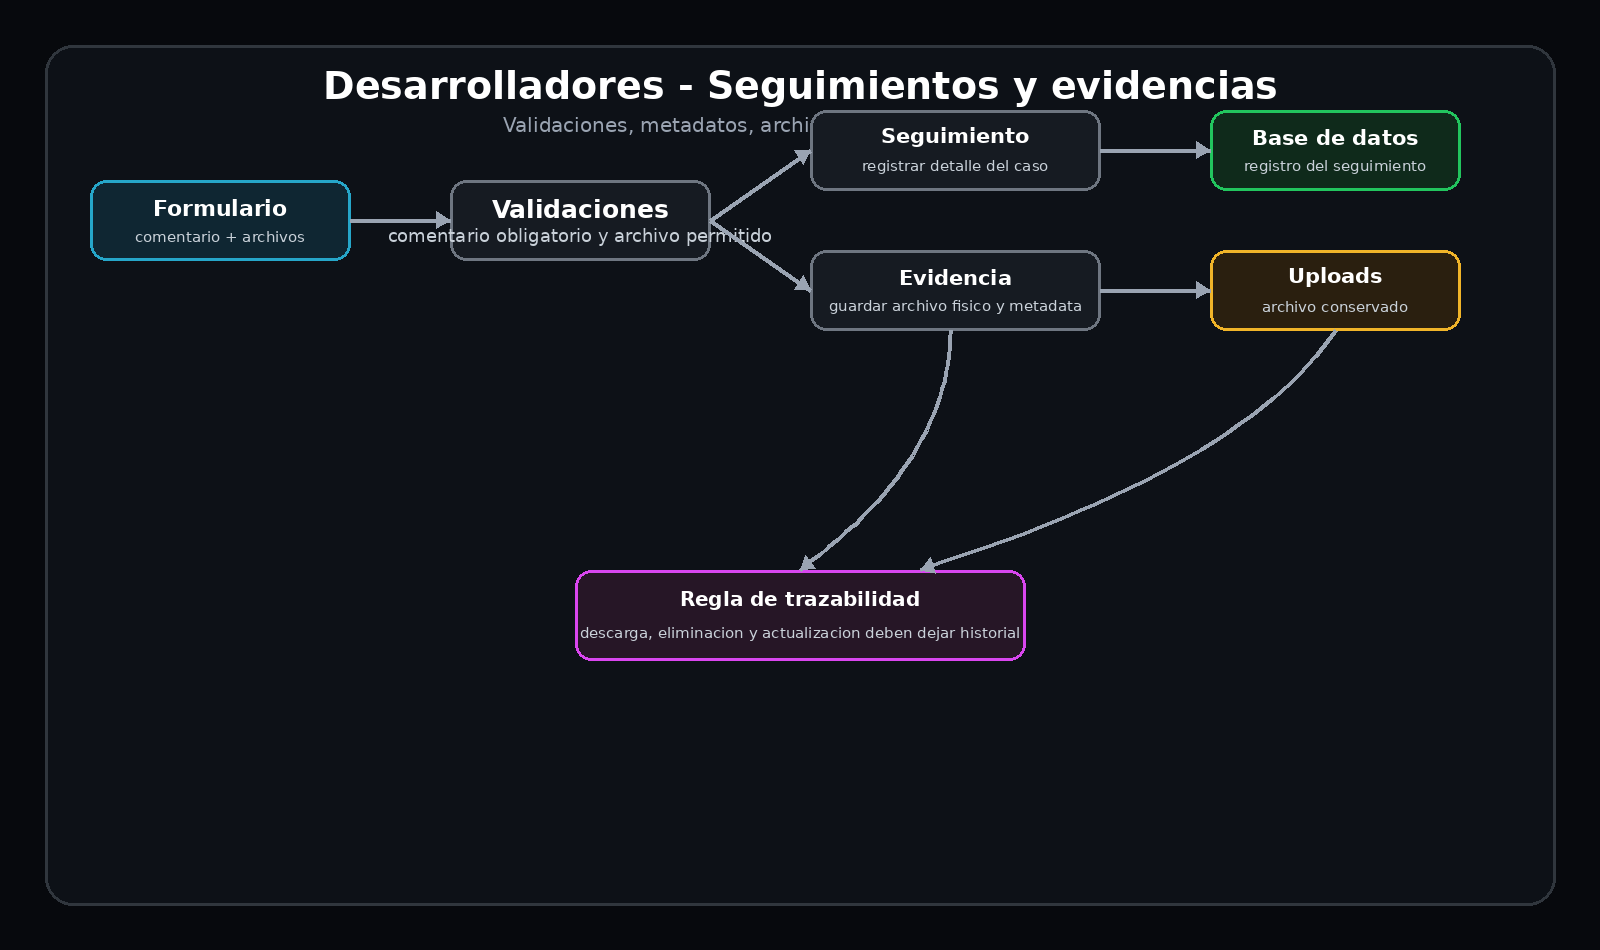 Desarrolladores - Seguimientos y evidencias
Validaciones, metadatos,
Seguimiento
registrar detalle del caso
Base de datos
registro del seguimiento
Formulario
comentario + archivos
Validaciones
comentario obligatorio y archivo permitido
Evidencia
guardar archivo fisico y metadata
Uploads
archivo conservado
Regla de trazabilidad
descarga, eliminacion y actualizacion deben dejar historial